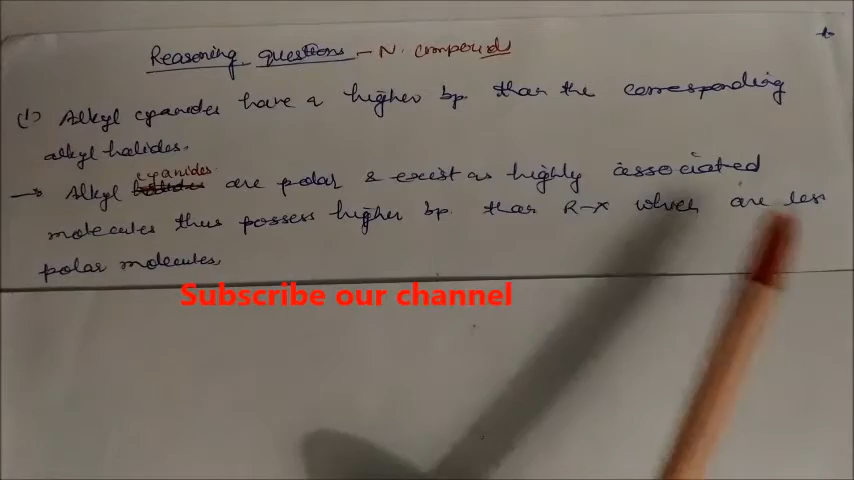 Reasoning questions - N. compounds
(1) Alkyl cyanides have a higher bp than the corresponding
alkyl halides.
→ Alkyl cyanides are polar & exist as highly associated
molecules thus possess higher bp. than R-X which are less
polar molecules.
Subscribe our channel